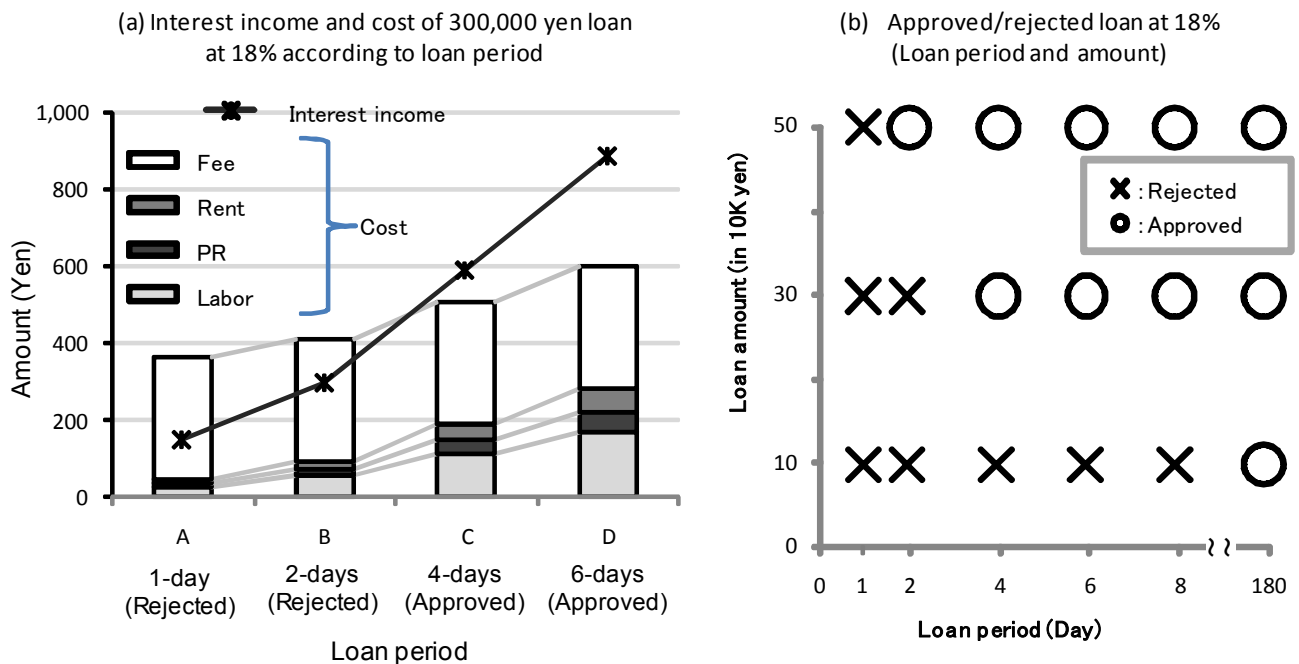 (a) Interest income and cost of 300,000 yen loan
at 18% according to loan period
1,000
800
600
400
200
0
Amount (Yen)
Interest income
Fee
Rent
PR
Labor
Cost
A B C D
1-day 2-days 4-days 6-days
(Rejected) (Rejected) (Approved) (Approved)
Loan period
(b) Approved/rejected loan at 18%
(Loan period and amount)
50
30
10
0
Loan amount (in 10K yen)
X : Rejected
O : Approved
0 1 2 4 6 8 180
Loan period (Day)